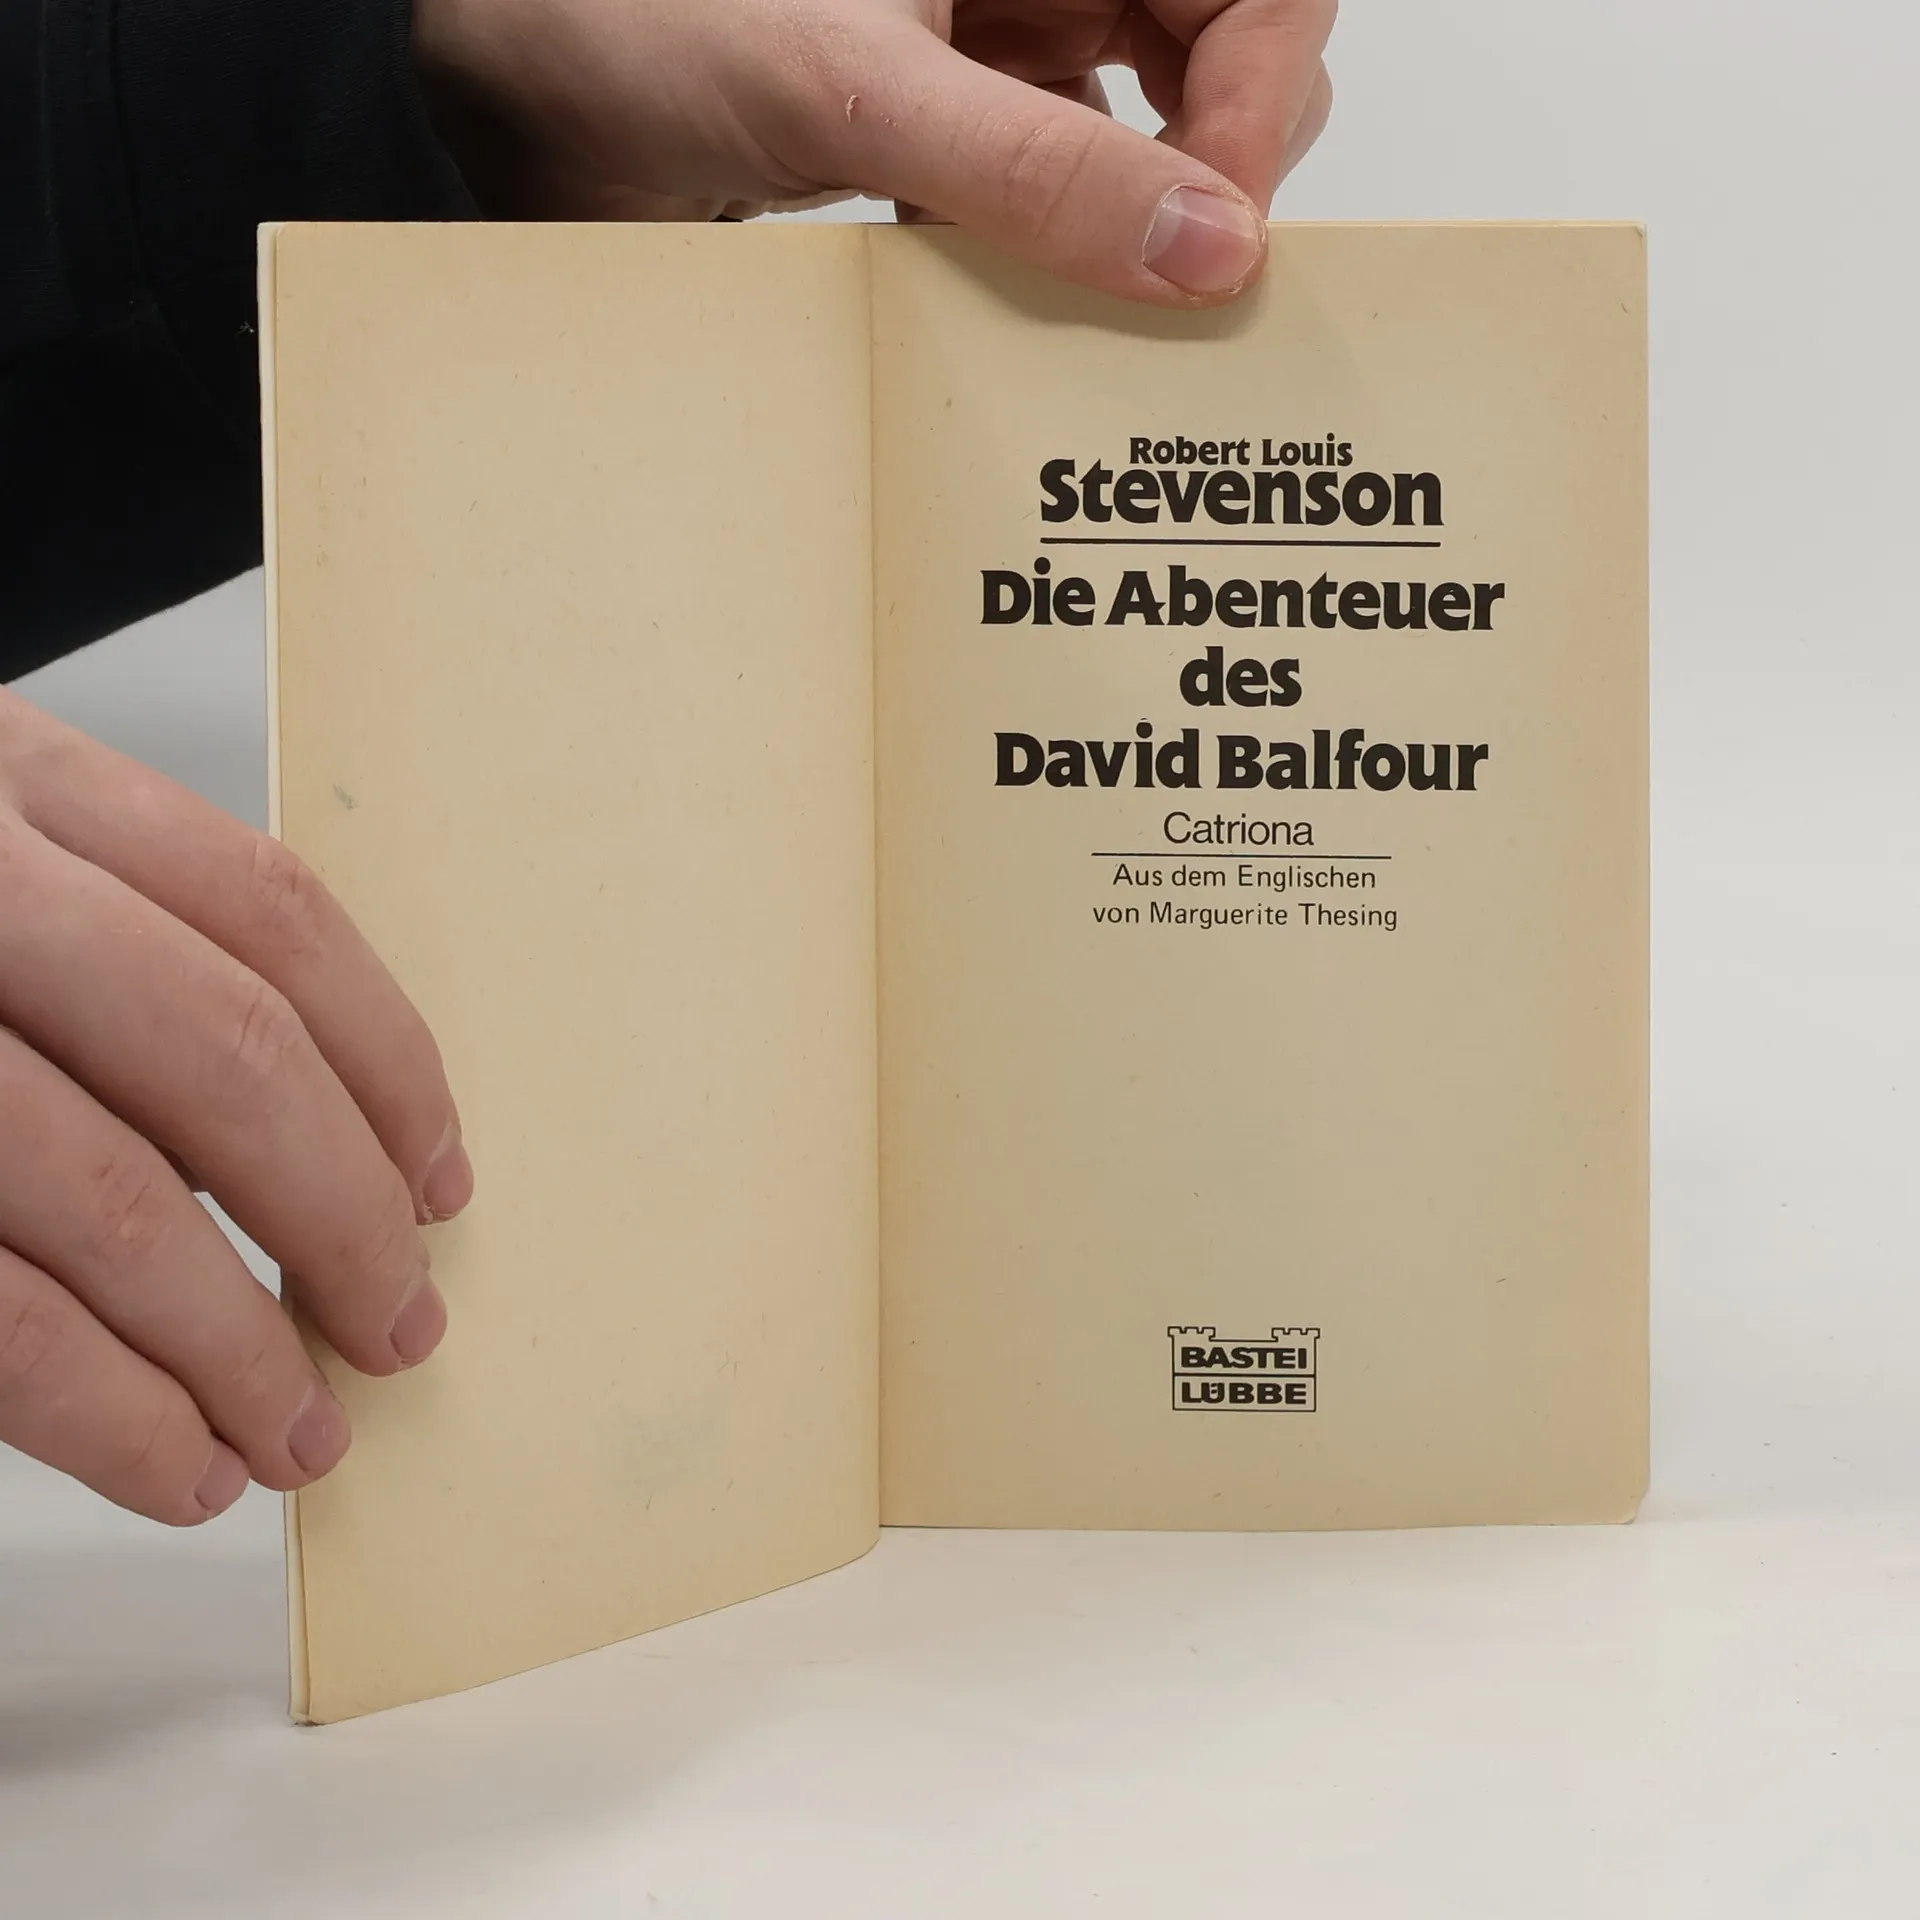 Robert Louis
Stevenson
Die Abenteuer
des
David Balfour
Catriona
Aus dem Englischen
von Marguerite Thesing
BASTEI
LÜBBE